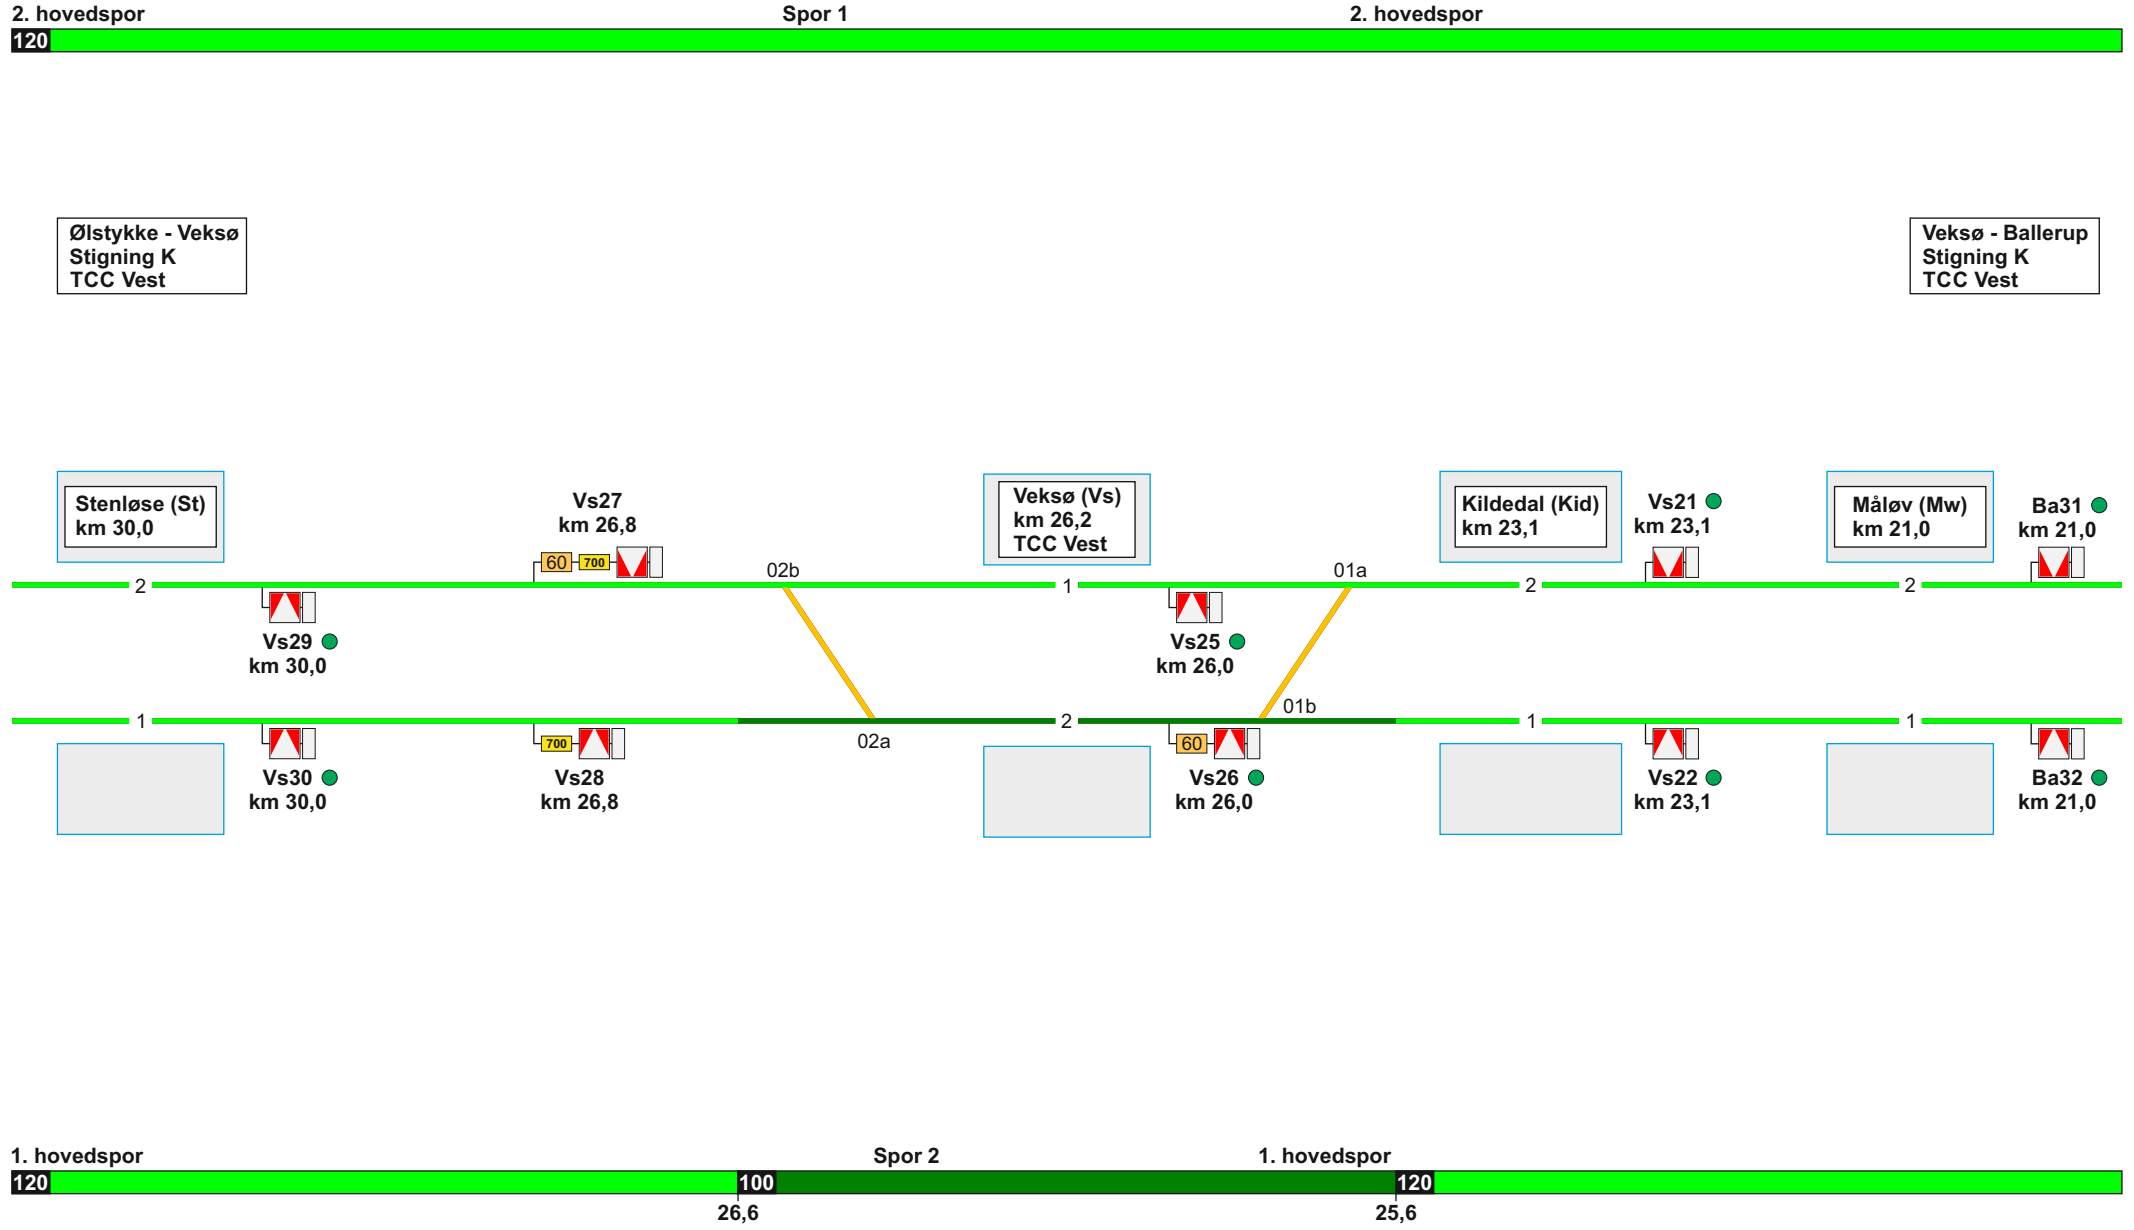 2. hovedspor
Spor 1
2. hovedspor
120
Ølstykke - Veksø
Stigning K
TCC Vest
Veksø - Ballerup
Stigning K
TCC Vest
Stenløse (St)
km 30,0
Vs27
km 26,8
60
700
02b
Veksø (Vs)
km 26,2
TCC Vest
01a
Kildedal (Kid)
km 23,1
Vs21
km 23,1
Måløv (Mw)
km 21,0
Ba31
km 21,0
2
1
2
2
Vs29
km 30,0
Vs25
km 26,0
1
2
01b
1
1
02a
700
60
Vs30
km 30,0
Vs28
km 26,8
Vs26
km 26,0
Vs22
km 23,1
Ba32
km 21,0
1. hovedspor
Spor 2
1. hovedspor
120
100
120
26,6
25,6